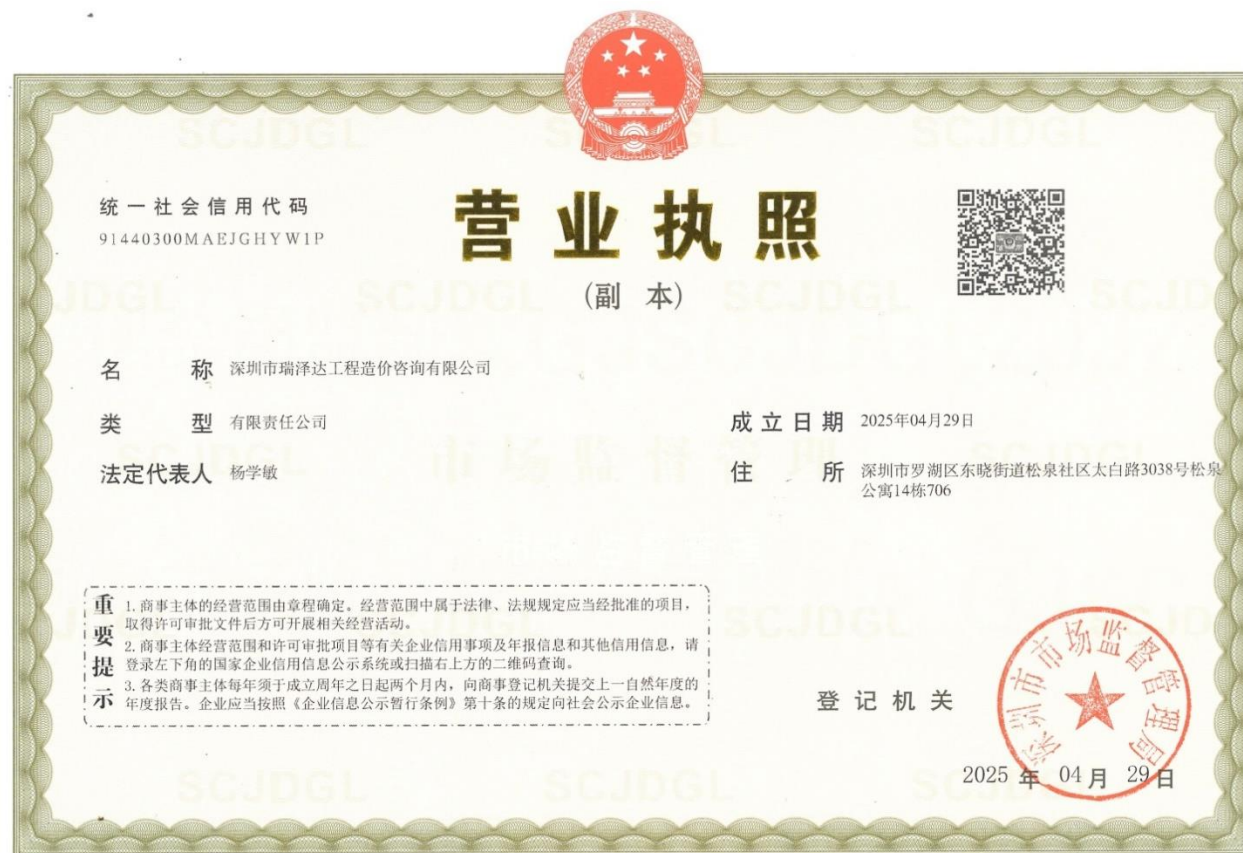 统一社会信用代码
91440300MAEJGHYW1P
营业执照
(副 本)
名 称 深圳市瑞泽达工程造价咨询有限公司
类 型 有限责任公司
成立日期 2025年04月29日
法定代表人 杨学敏
住 所 深圳市罗湖区东晓街道松泉社区太白路3038号松泉
公寓14栋706
重要提示
1. 商事主体的经营范围由章程确定。经营范围中属于法律、法规规定应当经批准的项目,
取得许可审批文件后方可开展相关经营活动。
2. 商事主体经营范围和许可审批项目等有关企业信用事项及年报信息和其他信用信息,请
登录左下角的国家企业信用信息公示系统或扫描右上方的二维码查询。
3. 各类商事主体每年须于成立周年之日起两个月内,向商事登记机关提交上一自然年度的
年度报告。企业应当按照《企业信息公示暂行条例》第十条的规定向社会公示企业信息。
登记机关
深圳市市场监督管理局
2025 年 04 月 29 日
SCJDGL
市场监督管理